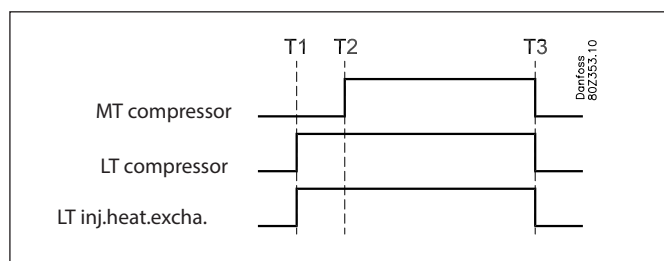 T1 T2 T3
Danfoss
80Z353.10
MT compressor
LT compressor
LT inj.heat.excha.